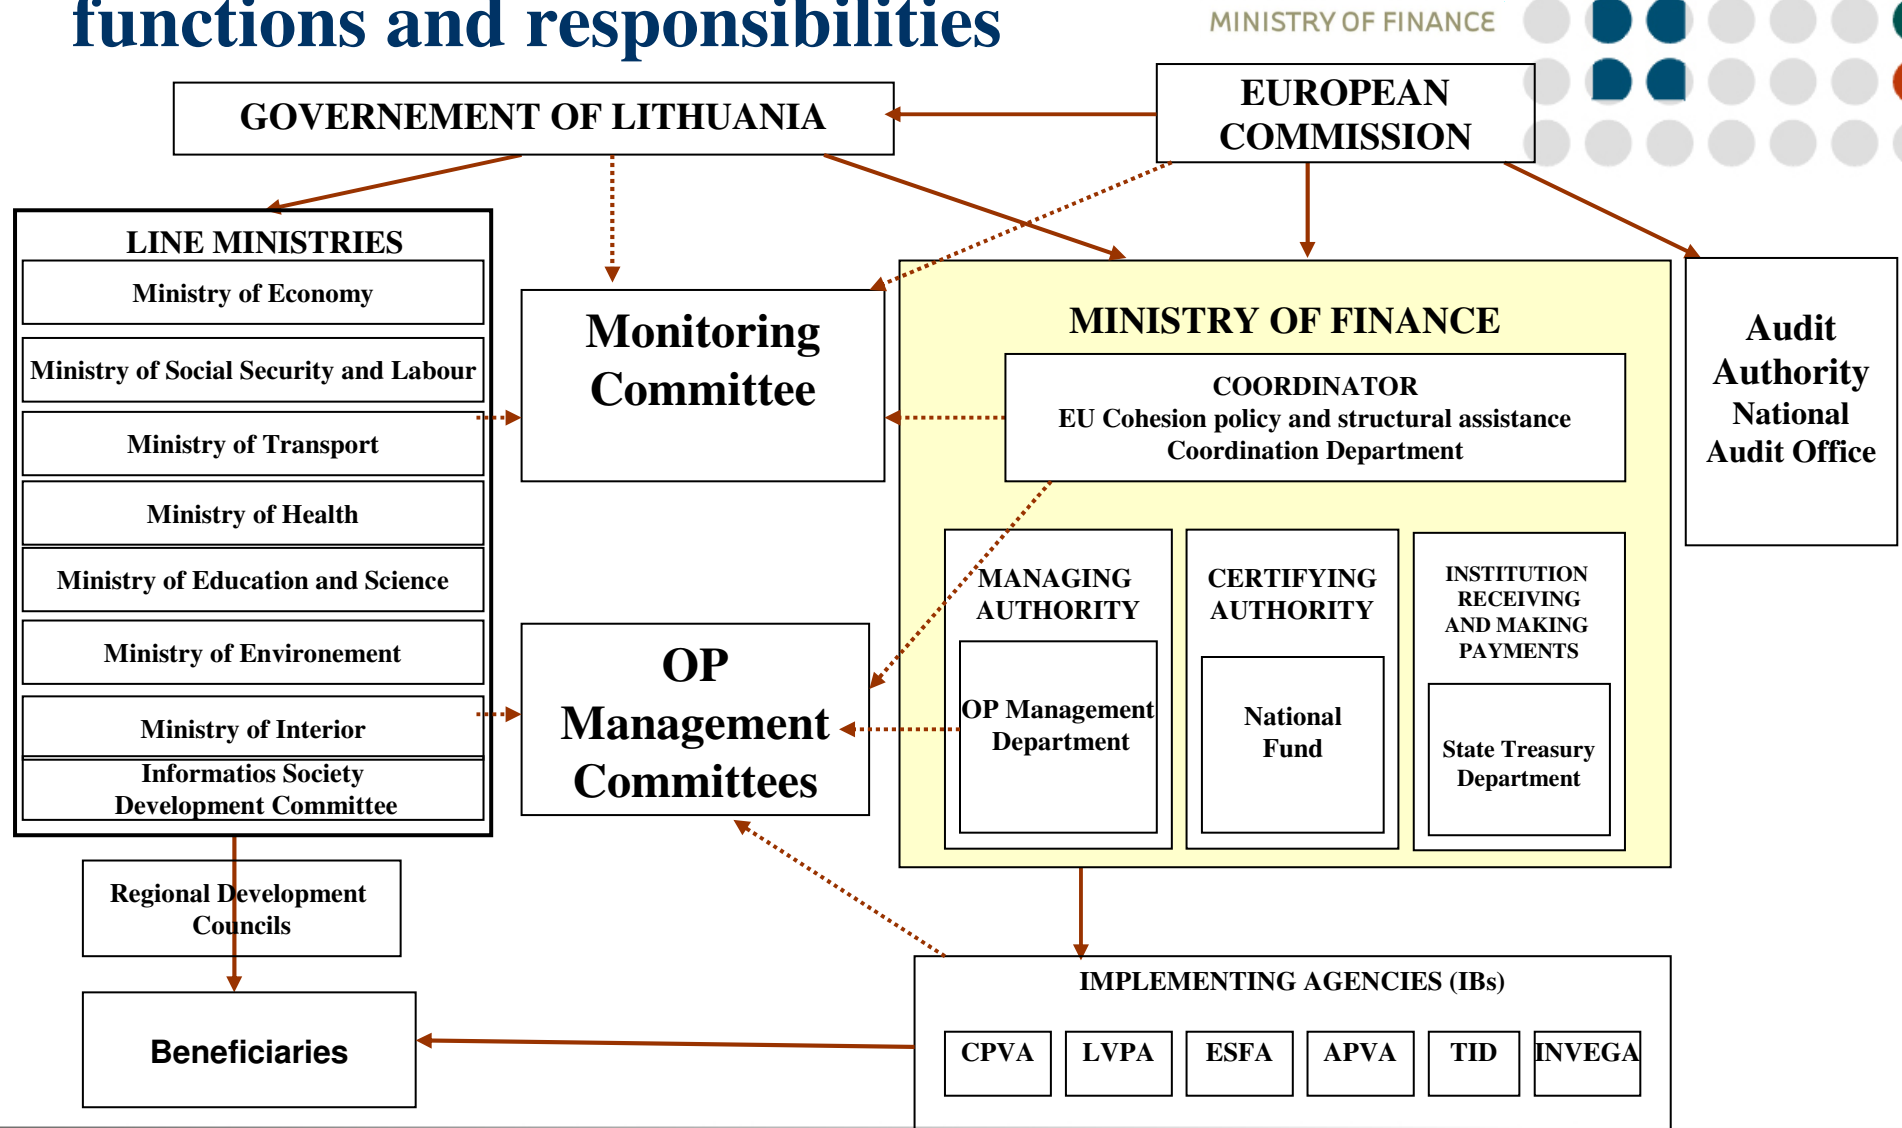 functions and responsibilities
MINISTRY OF FINANCE
GOVERNEMENT OF LITHUANIA
EUROPEAN
COMMISSION
LINE MINISTRIES
Ministry of Economy
Ministry of Social Security and Labour
Ministry of Transport
Ministry of Health
Ministry of Education and Science
Ministry of Environement
Ministry of Interior
Informatios Society
Development Committee
Regional Development
Councils
Beneficiaries
Monitoring
Committee
OP
Management
Committees
MINISTRY OF FINANCE
COORDINATOR
EU Cohesion policy and structural assistance
Coordination Department
MANAGING
AUTHORITY
OP Management
Department
CERTIFYING
AUTHORITY
National
Fund
INSTITUTION
RECEIVING
AND MAKING
PAYMENTS
State Treasury
Department
Audit
Authority
National
Audit Office
IMPLEMENTING AGENCIES (IBs)
CPVA
LVPA
ESFA
APVA
TID
INVEGA